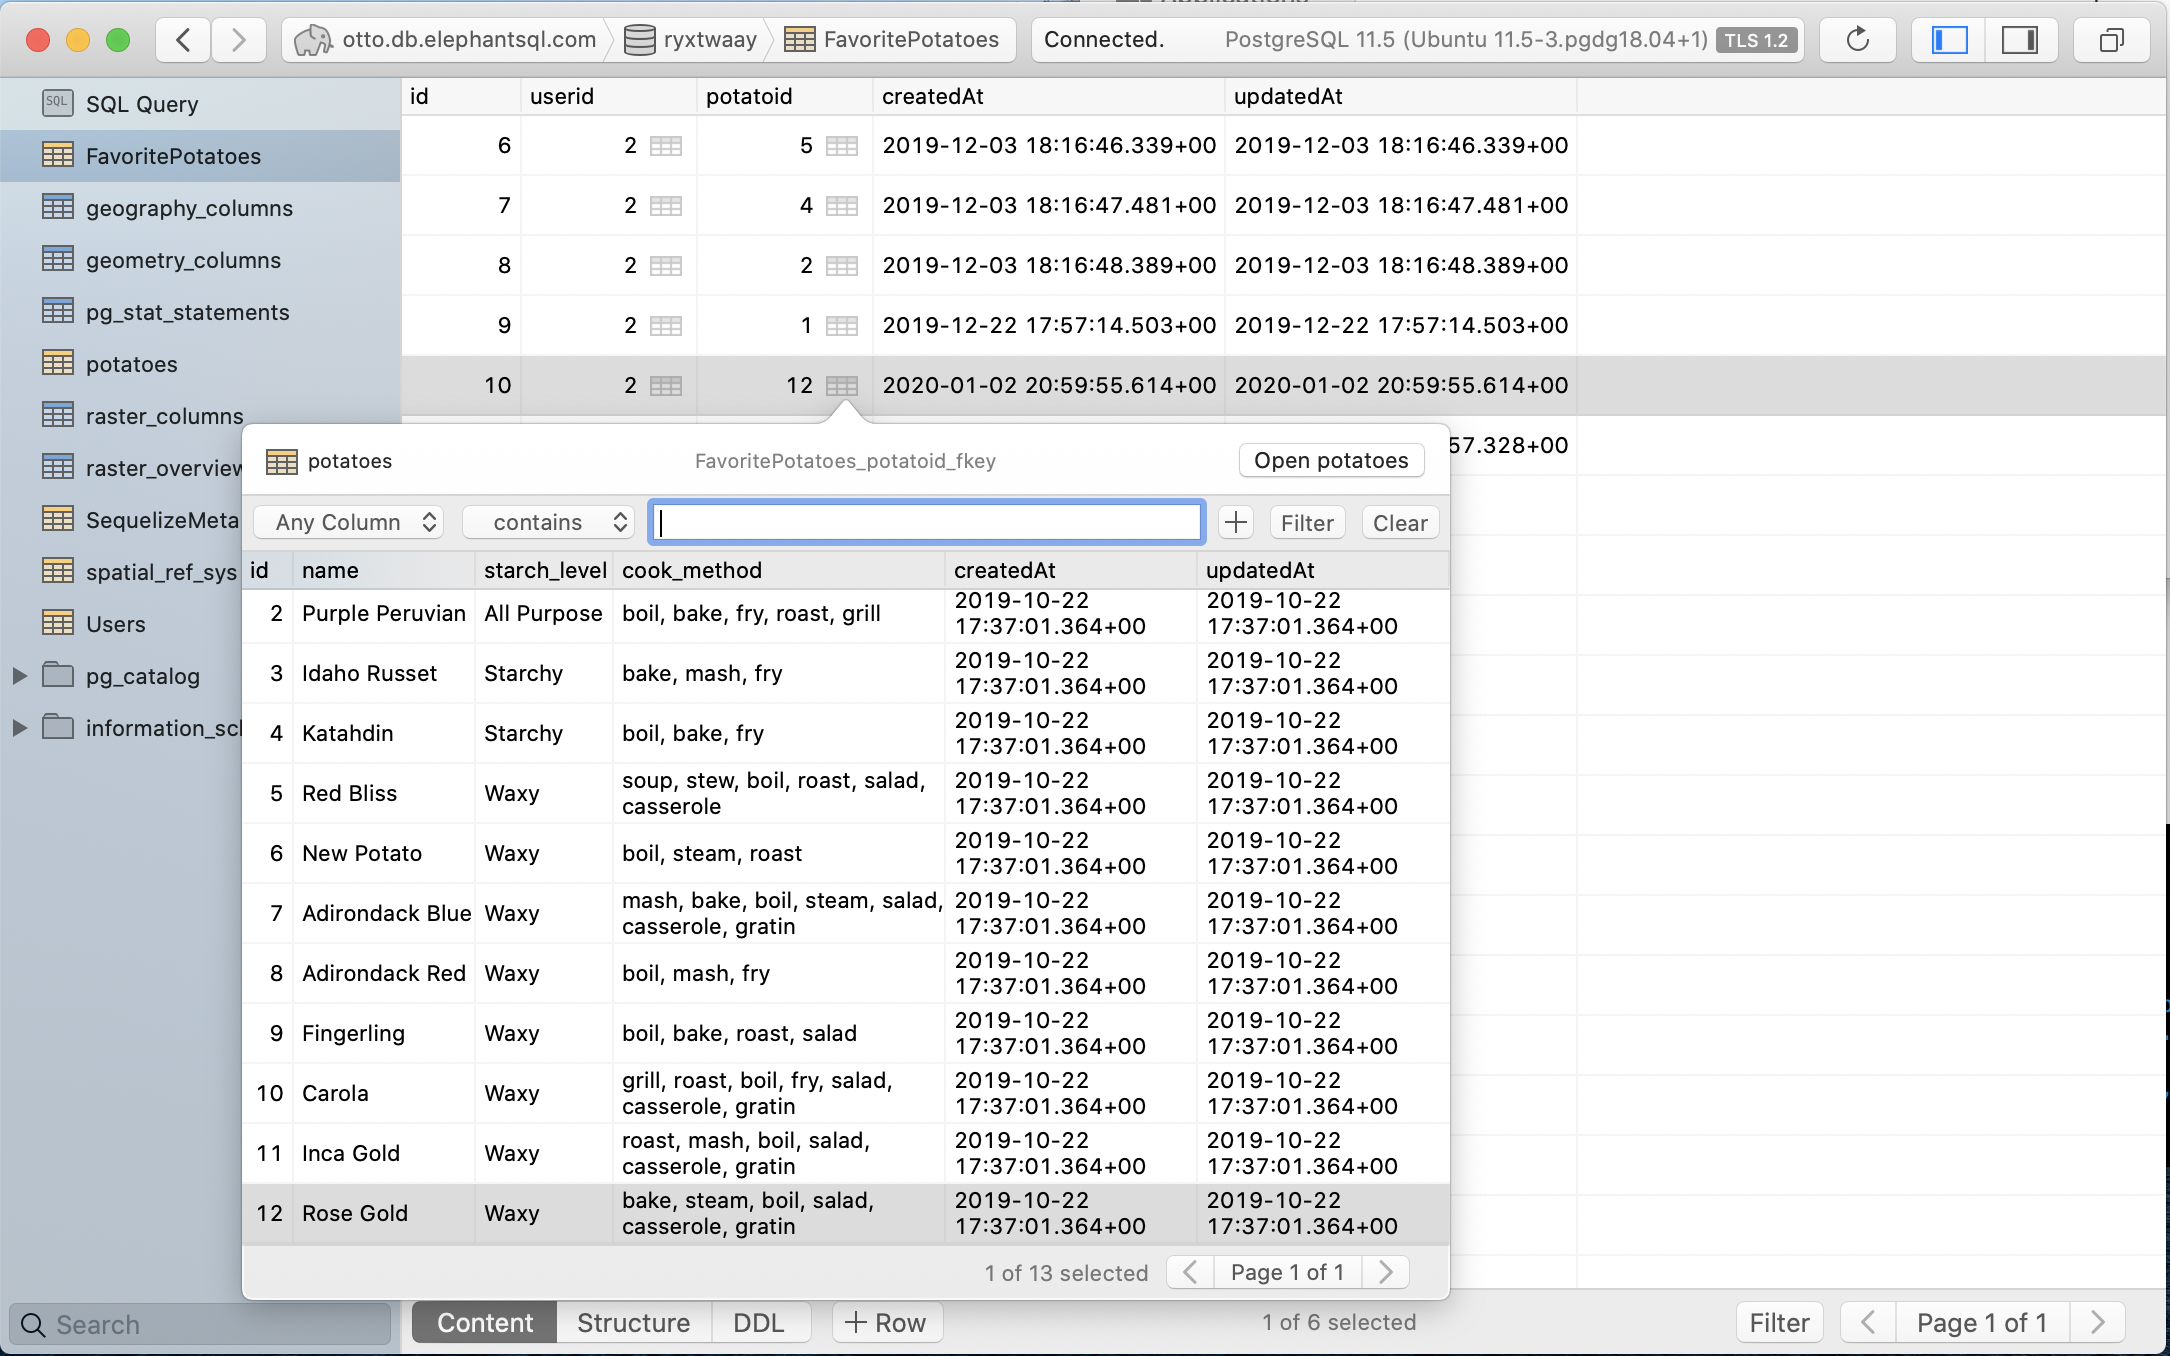 otto.db.elephantsql.com ryxtwaay FavoritePotatoes Connected. PostgreSQL 11.5 (Ubuntu 11.5-3.pgdg18.04+1) TLS 1.2
SQL SQL Query
FavoritePotatoes
geography_columns
geometry_columns
pg_stat_statements
potatoes
raster_columns
raster_overview
SequelizeMeta
spatial_ref_sys
Users
pg_catalog
information_scl
Search
id userid potatoid createdAt updatedAt
6 2 5 2019-12-03 18:16:46.339+00 2019-12-03 18:16:46.339+00
7 2 4 2019-12-03 18:16:47.481+00 2019-12-03 18:16:47.481+00
8 2 2 2019-12-03 18:16:48.389+00 2019-12-03 18:16:48.389+00
9 2 1 2019-12-22 17:57:14.503+00 2019-12-22 17:57:14.503+00
10 2 12 2020-01-02 20:59:55.614+00 2020-01-02 20:59:55.614+00
57.328+00
potatoes FavoritePotatoes_potatoid_fkey Open potatoes
Any Column contains + Filter Clear
id name starch_level cook_method createdAt updatedAt
2 Purple Peruvian All Purpose boil, bake, fry, roast, grill 2019-10-22 17:37:01.364+00 2019-10-22 17:37:01.364+00
3 Idaho Russet Starchy bake, mash, fry 2019-10-22 17:37:01.364+00 2019-10-22 17:37:01.364+00
4 Katahdin Starchy boil, bake, fry 2019-10-22 17:37:01.364+00 2019-10-22 17:37:01.364+00
5 Red Bliss Waxy soup, stew, boil, roast, salad, casserole 2019-10-22 17:37:01.364+00 2019-10-22 17:37:01.364+00
6 New Potato Waxy boil, steam, roast 2019-10-22 17:37:01.364+00 2019-10-22 17:37:01.364+00
7 Adirondack Blue Waxy mash, bake, boil, steam, salad, casserole, gratin 2019-10-22 17:37:01.364+00 2019-10-22 17:37:01.364+00
8 Adirondack Red Waxy boil, mash, fry 2019-10-22 17:37:01.364+00 2019-10-22 17:37:01.364+00
9 Fingerling Waxy boil, bake, roast, salad 2019-10-22 17:37:01.364+00 2019-10-22 17:37:01.364+00
10 Carola Waxy grill, roast, boil, fry, salad, casserole, gratin 2019-10-22 17:37:01.364+00 2019-10-22 17:37:01.364+00
11 Inca Gold Waxy roast, mash, boil, salad, casserole, gratin 2019-10-22 17:37:01.364+00 2019-10-22 17:37:01.364+00
12 Rose Gold Waxy bake, steam, boil, salad, casserole, gratin 2019-10-22 17:37:01.364+00 2019-10-22 17:37:01.364+00
1 of 13 selected Page 1 of 1
Content Structure DDL + Row 1 of 6 selected Filter Page 1 of 1